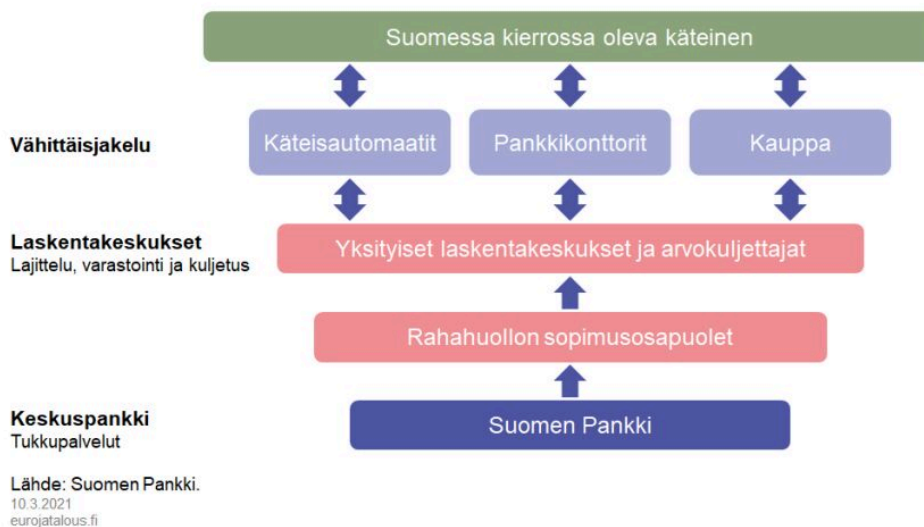 Suomessa kierrossa oleva käteinen
Vähittäisjakelu
Käteisautomaatit
Pankkikonttorit
Kauppa
Laskentakeskukset
Lajittelu, varastointi ja kuljetus
Yksityiset laskentakeskukset ja arvokuljettajat
Rahahuollon sopimusosapuolet
Keskuspankki
Tukkupalvelut
Suomen Pankki
Lähde: Suomen Pankki.
10.3.2021
eurojatalous.fi